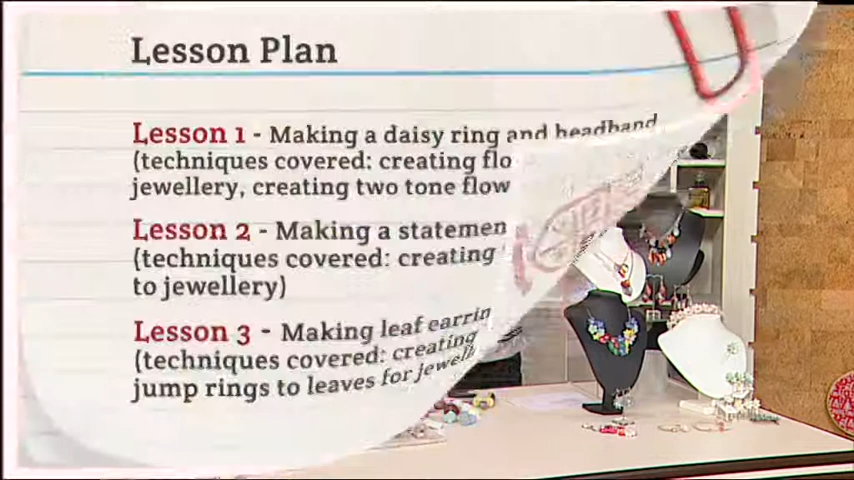 Lesson Plan
Lesson 1 - Making a daisy ring and headband
(techniques covered: creating flo
jewellery, creating two tone flow
Lesson 2 - Making a statemen
(techniques covered: creating
to jewellery)
Lesson 3 - Making leaf earrin
(techniques covered: creating
jump rings to leaves for jewell